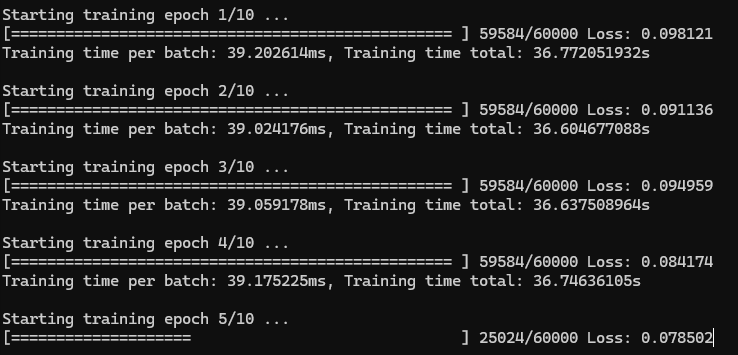 Starting training epoch 1/10 ...
[================================================= ] 59584/60000 Loss: 0.098121
Training time per batch: 39.202614ms, Training time total: 36.772051932s
Starting training epoch 2/10 ...
[================================================= ] 59584/60000 Loss: 0.091136
Training time per batch: 39.024176ms, Training time total: 36.604677088s
Starting training epoch 3/10 ...
[================================================= ] 59584/60000 Loss: 0.094959
Training time per batch: 39.059178ms, Training time total: 36.637508964s
Starting training epoch 4/10 ...
[================================================= ] 59584/60000 Loss: 0.084174
Training time per batch: 39.175225ms, Training time total: 36.74636105s
Starting training epoch 5/10 ...
[====================                              ] 25024/60000 Loss: 0.078502